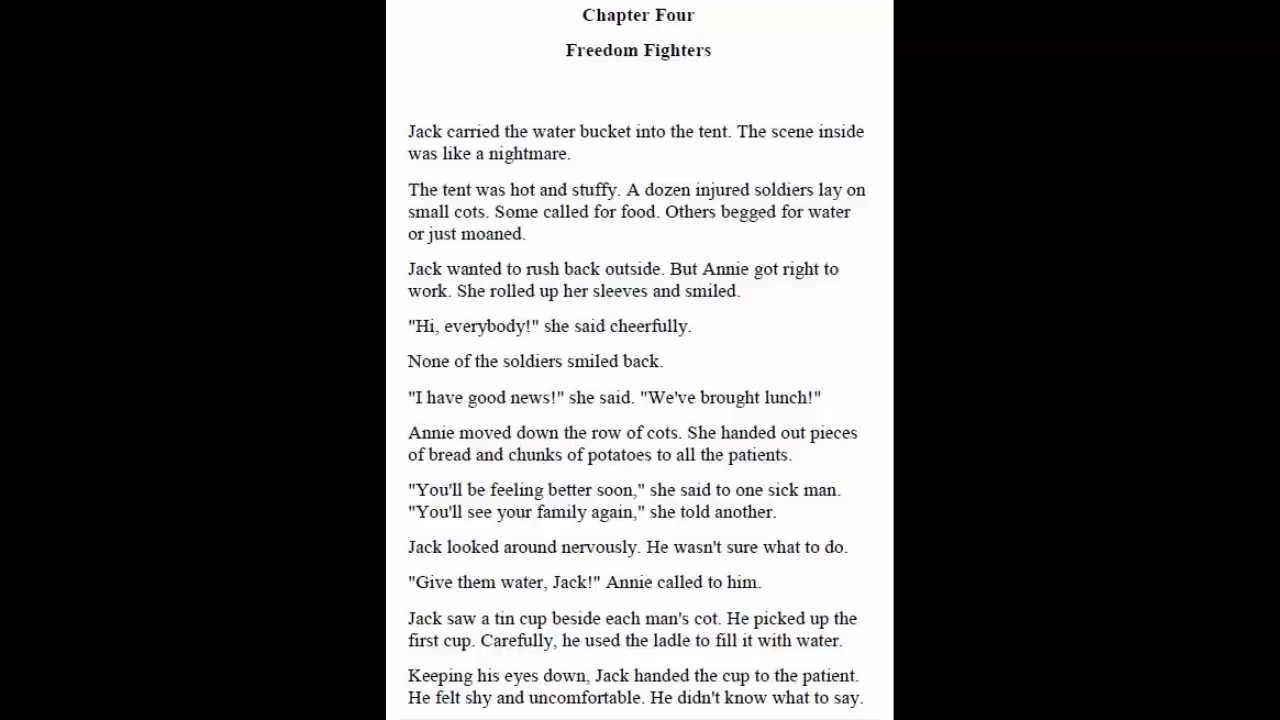 Chapter Four
Freedom Fighters
Jack carried the water bucket into the tent. The scene inside
was like a nightmare.
The tent was hot and stuffy. A dozen injured soldiers lay on
small cots. Some called for food. Others begged for water
or just moaned.
Jack wanted to rush back outside. But Annie got right to
work. She rolled up her sleeves and smiled.
"Hi, everybody!" she said cheerfully.
None of the soldiers smiled back.
"I have good news!" she said. "We've brought lunch!"
Annie moved down the row of cots. She handed out pieces
of bread and chunks of potatoes to all the patients.
"You'll be feeling better soon," she said to one sick man.
"You'll see your family again," she told another.
Jack looked around nervously. He wasn't sure what to do.
"Give them water, Jack!" Annie called to him.
Jack saw a tin cup beside each man's cot. He picked up the
first cup. Carefully, he used the ladle to fill it with water.
Keeping his eyes down, Jack handed the cup to the patient.
He felt shy and uncomfortable. He didn't know what to say.